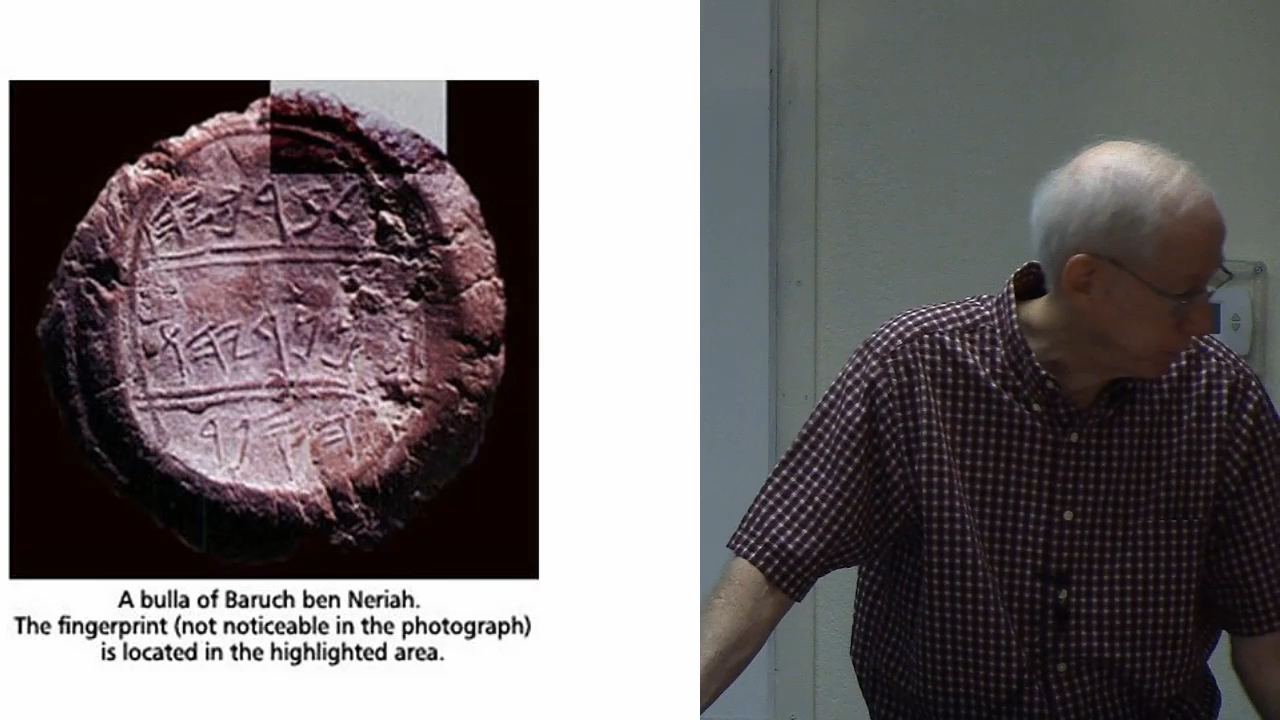 A bulla of Baruch ben Neriah.
The fingerprint (not noticeable in the photograph)
is located in the highlighted area.